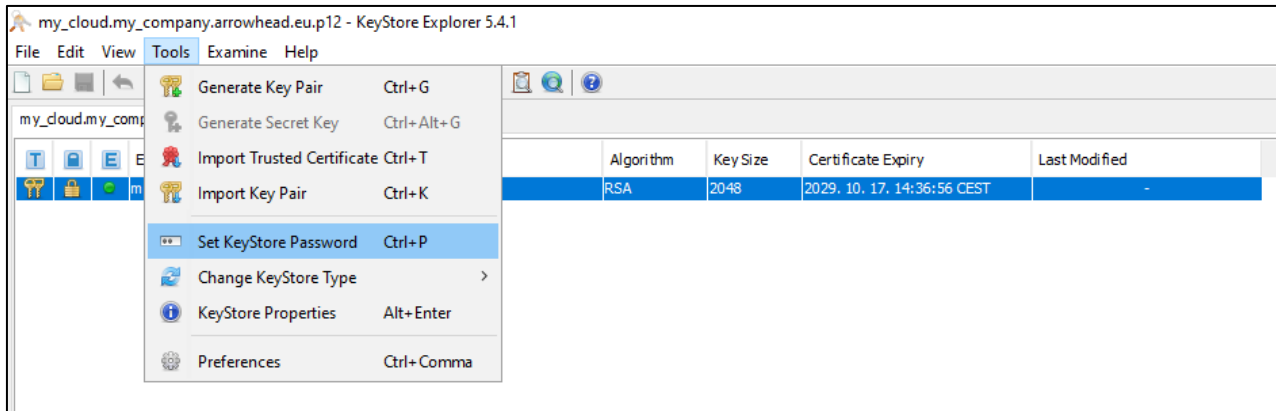 my_cloud.my_company.arrowhead.eu.p12 - KeyStore Explorer 5.4.1
File Edit View Tools Examine Help
my_cloud.my_comp
T E E Algorithm Key Size Certificate Expiry Last Modified
m RSA 2048 2029. 10. 17. 14:36:56 CEST -
Generate Key Pair Ctrl+G
Generate Secret Key Ctrl+Alt+G
Import Trusted Certificate Ctrl+T
Import Key Pair Ctrl+K
Set KeyStore Password Ctrl+P
Change KeyStore Type
KeyStore Properties Alt+Enter
Preferences Ctrl+Comma